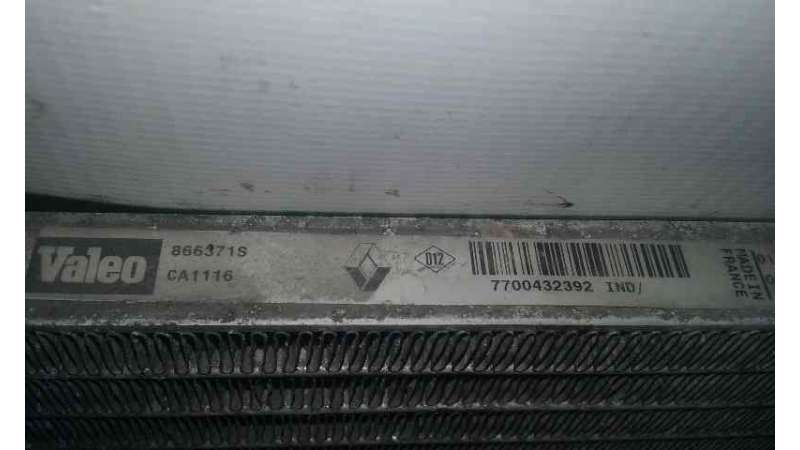 Valeo
866371S
CA1116
D12
7700432392 IND/
MADE IN
FRANCE